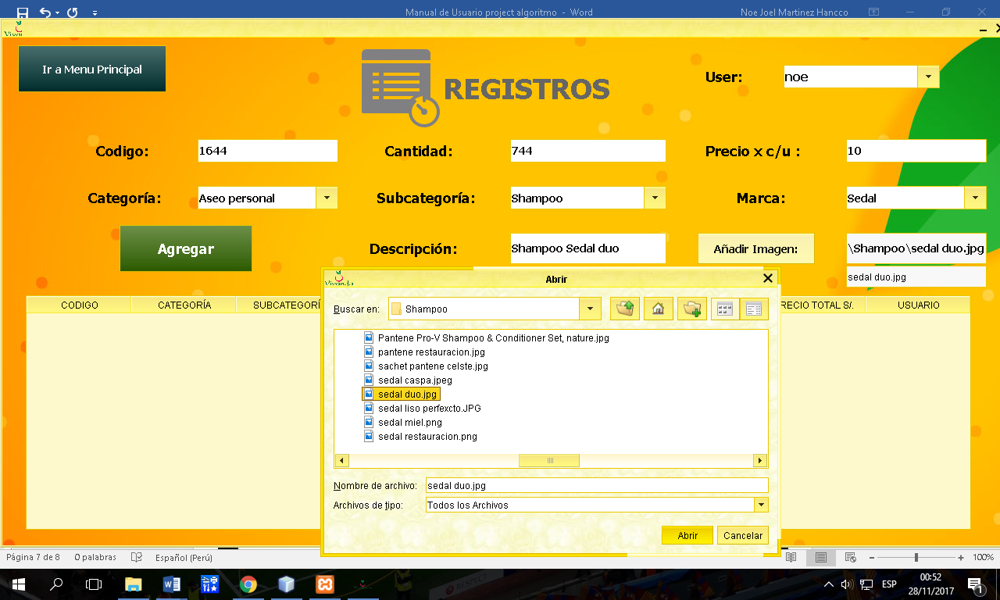 Manual de Usuario project algoritmo - Word
Noe Joel Martinez Hancco
Ir a Menu Principal
REGISTROS
User: noe
Codigo: 1644
Cantidad: 744
Precio x c/u : 10
Categoría: Aseo personal
Subcategoría: Shampoo
Marca: Sedal
Agregar
Descripción: Shampoo Sedal duo
Añadir Imagen: \Shampoo\sedal duo.jpg
sedal duo.jpg
CODIGO CATEGORÍA SUBCATEGORÍ RECIO TOTAL S/. USUARIO
Abrir
Buscar en: Shampoo
Pantene Pro-V Shampoo & Conditioner Set, nature.jpg
pantene restauracion.jpg
sachet pantene celste.jpg
sedal caspa.jpeg
sedal duo.jpg
sedal liso perfexcto.JPG
sedal miel.png
sedal restauracion.png
Nombre de archivo: sedal duo.jpg
Archivos de tipo: Todos los Archivos
Abrir Cancelar
Página 7 de 8 0 palabras Español (Perú) 100%
ESP
00:52
28/11/2017
1